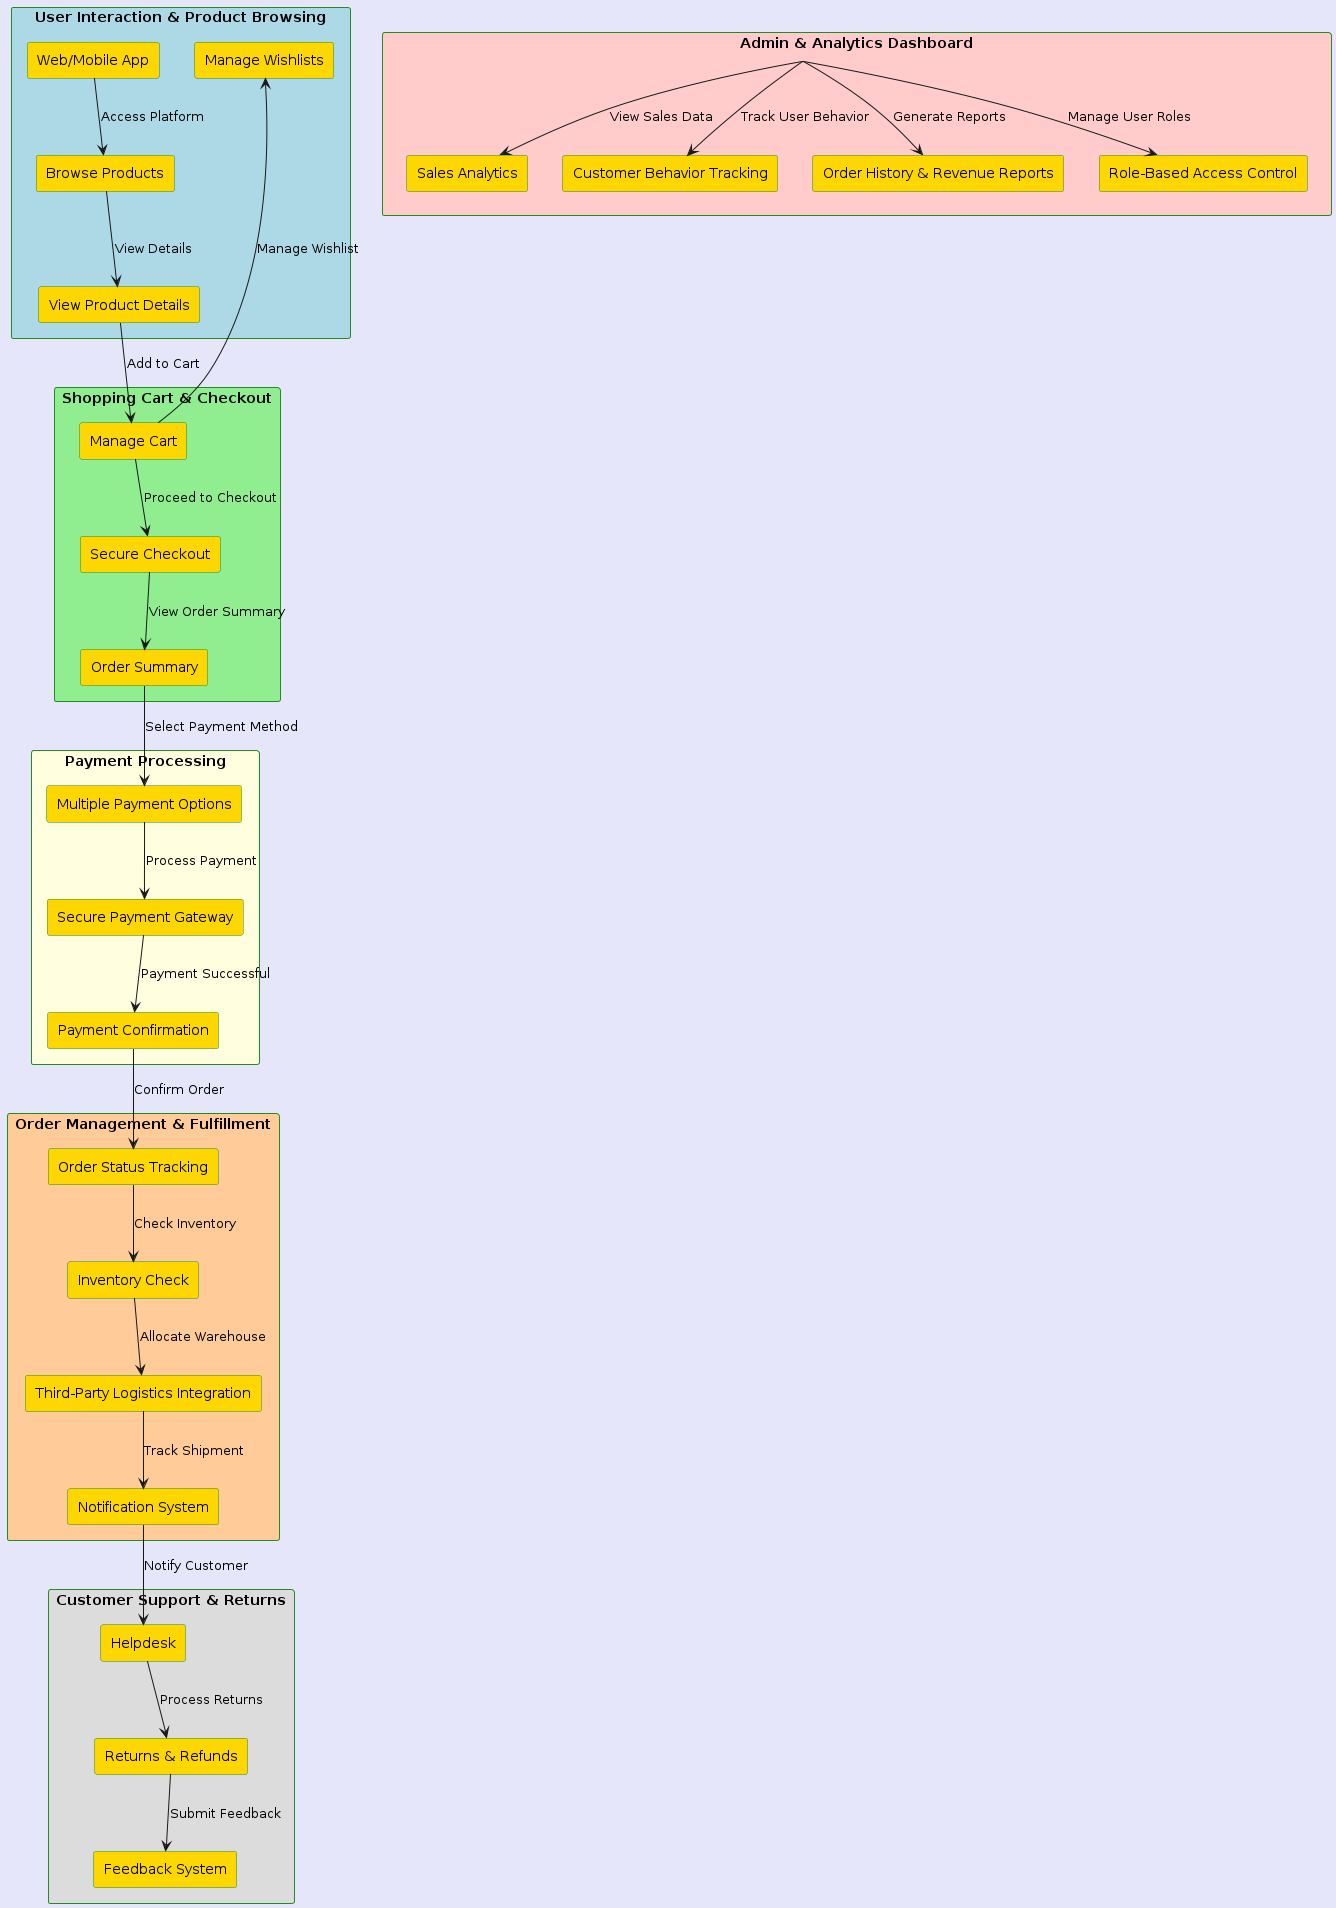 User Interaction & Product Browsing
Web/Mobile App
Manage Wishlists
Access Platform
Browse Products
View Details
Manage Wishlist
View Product Details
Add to Cart
Shopping Cart & Checkout
Manage Cart
Proceed to Checkout
Secure Checkout
View Order Summary
Order Summary
Select Payment Method
Payment Processing
Multiple Payment Options
Process Payment
Secure Payment Gateway
Payment Successful
Payment Confirmation
Confirm Order
Order Management & Fulfillment
Order Status Tracking
Check Inventory
Inventory Check
Allocate Warehouse
Third-Party Logistics Integration
Track Shipment
Notification System
Notify Customer
Customer Support & Returns
Helpdesk
Process Returns
Returns & Refunds
Submit Feedback
Feedback System
Admin & Analytics Dashboard
View Sales Data
Track User Behavior
Generate Reports
Manage User Roles
Sales Analytics
Customer Behavior Tracking
Order History & Revenue Reports
Role-Based Access Control